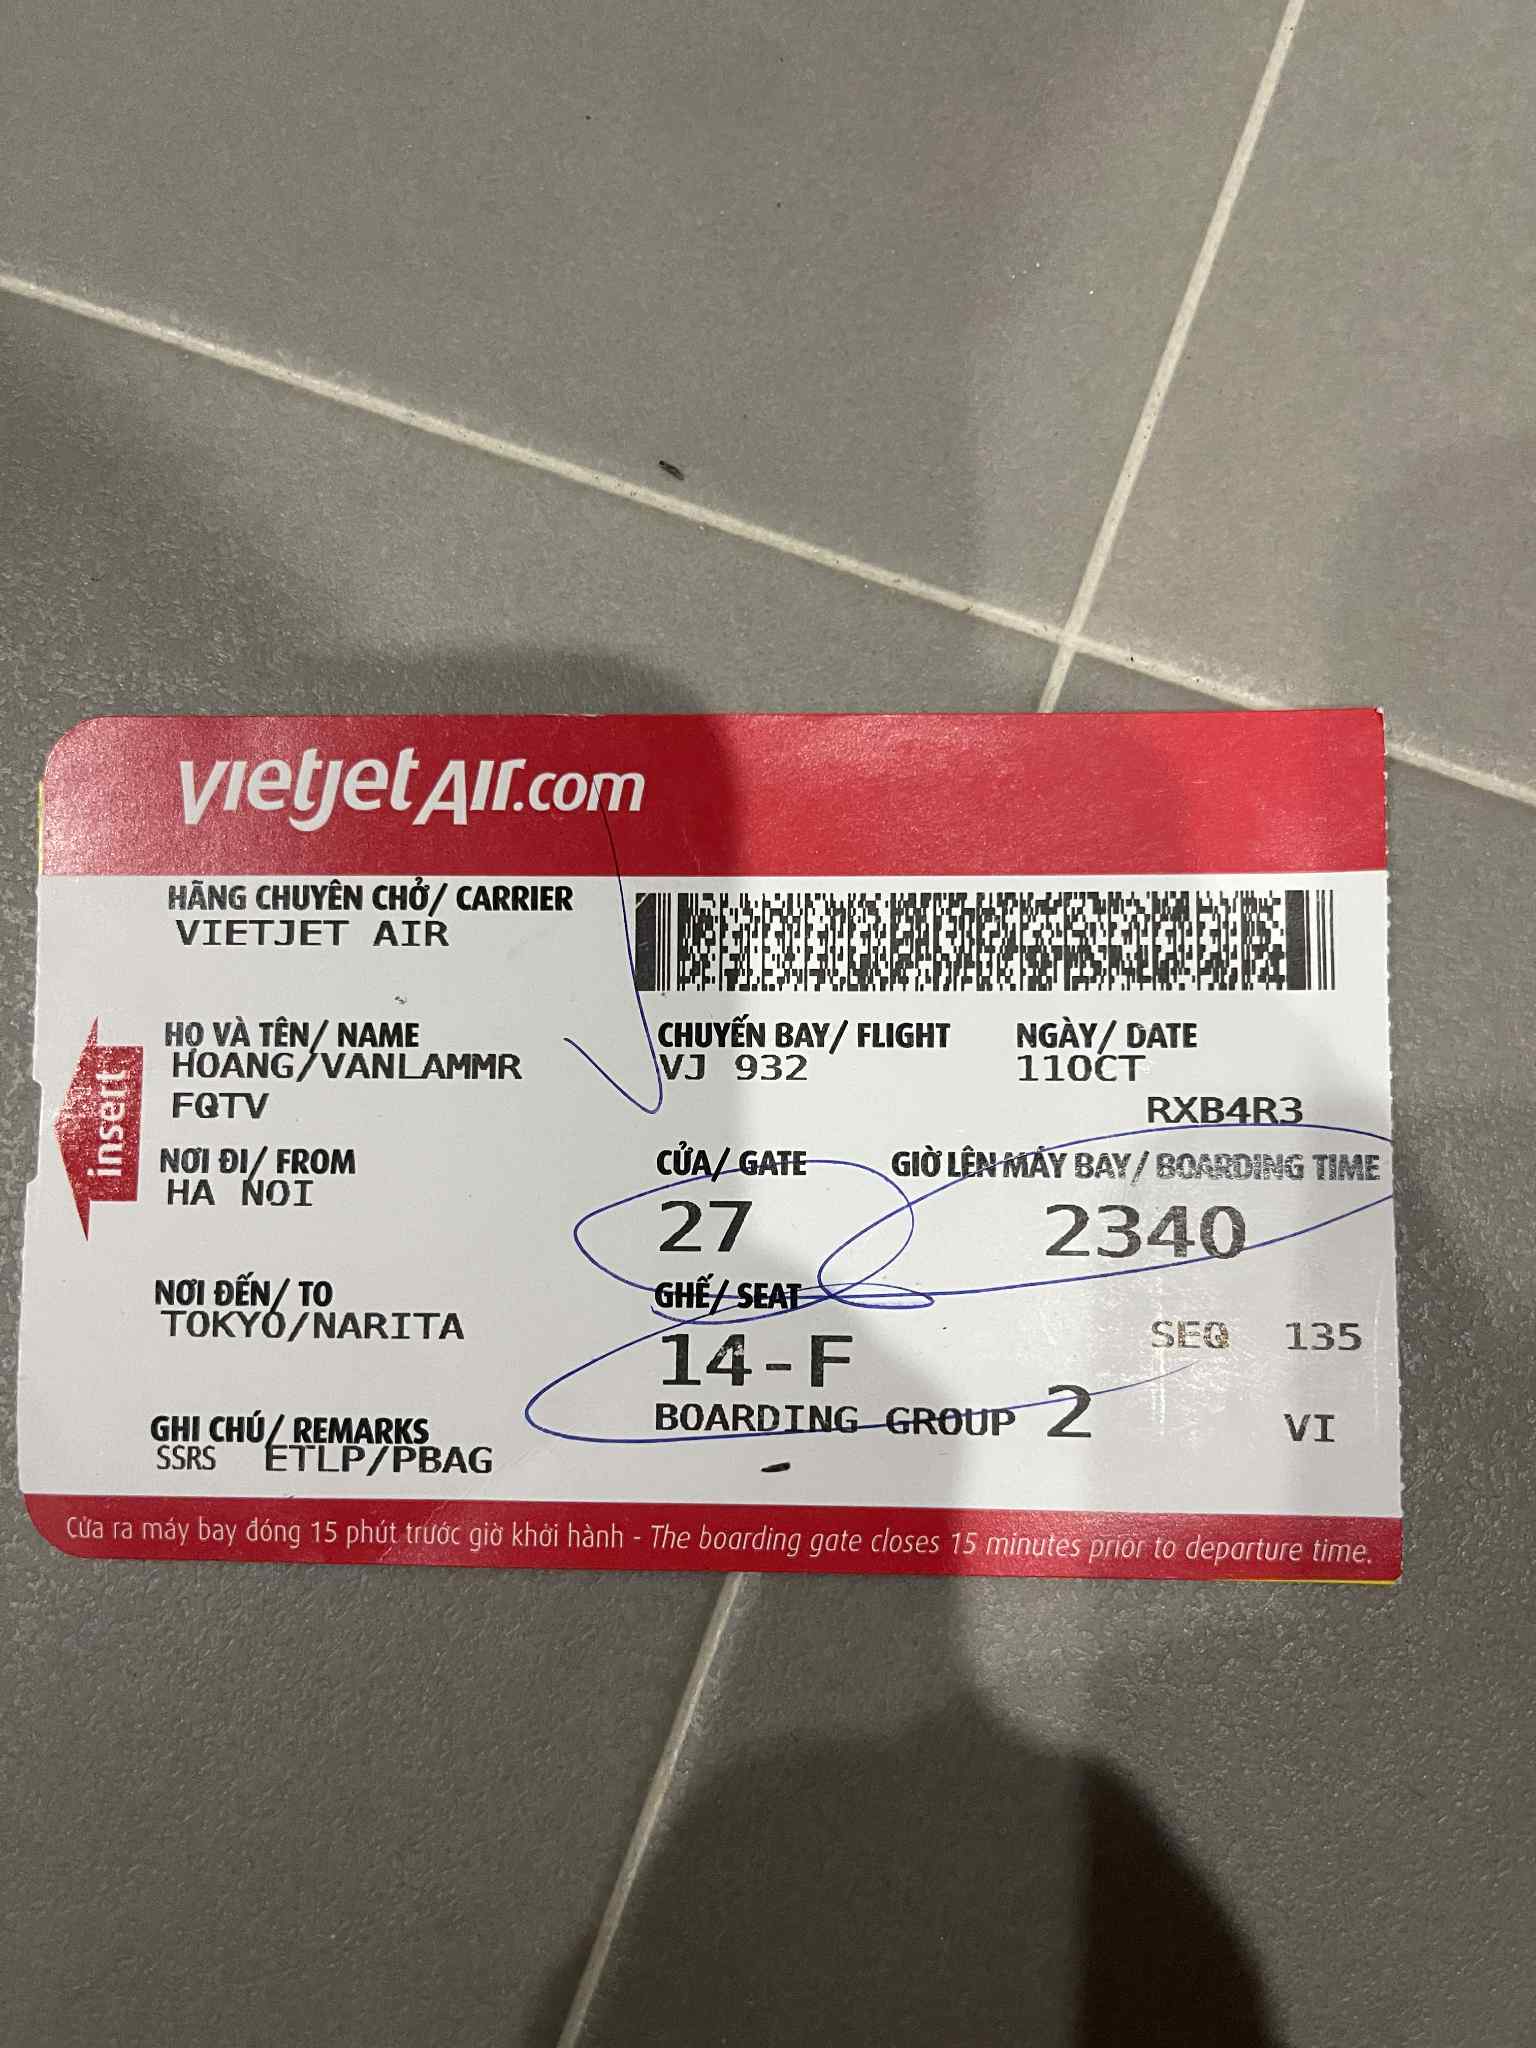 vietjetAir.com
HÃNG CHUYÊN CHỞ/ CARRIER
VIETJET AIR
HỌ VÀ TÊN/ NAME
HOANG/VANLAMMR
FQTV
CHUYẾN BAY/ FLIGHT
VJ 932
NGÀY/ DATE
11OCT
RXB4R3
insert
NƠI ĐI/ FROM
HA NOI
CỬA/ GATE
27
GIỜ LÊN MÁY BAY/ BOARDING TIME
2340
NƠI ĐẾN/ TO
TOKYO/NARITA
GHẾ/ SEAT
14-F
SEQ 135
BOARDING GROUP 2
VI
GHI CHÚ/ REMARKS
SSRS ETLP/PBAG
Cửa ra máy bay đóng 15 phút trước giờ khởi hành - The boarding gate closes 15 minutes prior to departure time.